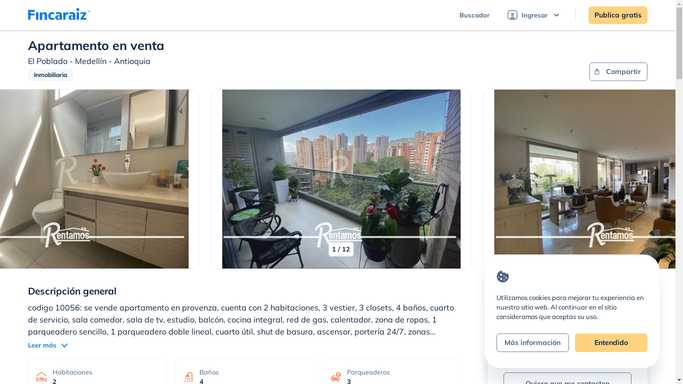 Fincaraiz
Buscador
Ingresar
Publica gratis
Apartamento en venta
El Poblado - Medellín - Antioquia
Inmobiliaria
Compartir
Rentamos
Rentamos
Rentamos
1 / 12
Descripción general
codigo 10056: se vende apartamento en provenza, cuenta con 2 habitaciones, 3 vestier, 3 closets, 4 baños, cuarto
de servicio, sala comedor, sala de tv, estudio, balcón, cocina integral, red de gas, calentador, zona de ropas, 1
parqueadero sencillo, 1 parqueadero doble lineal, cuarto útil, shut de basura, ascensor, portería 24/7, zonas...
Leer más
Habitaciones
2
Baños
4
Parqueaderos
3
Utilizamos cookies para mejorar tu experiencia en
nuestro sitio web. Al continuar en el sitio
consideramos que aceptas su uso.
Más información
Entendido
Quiero que me contacten